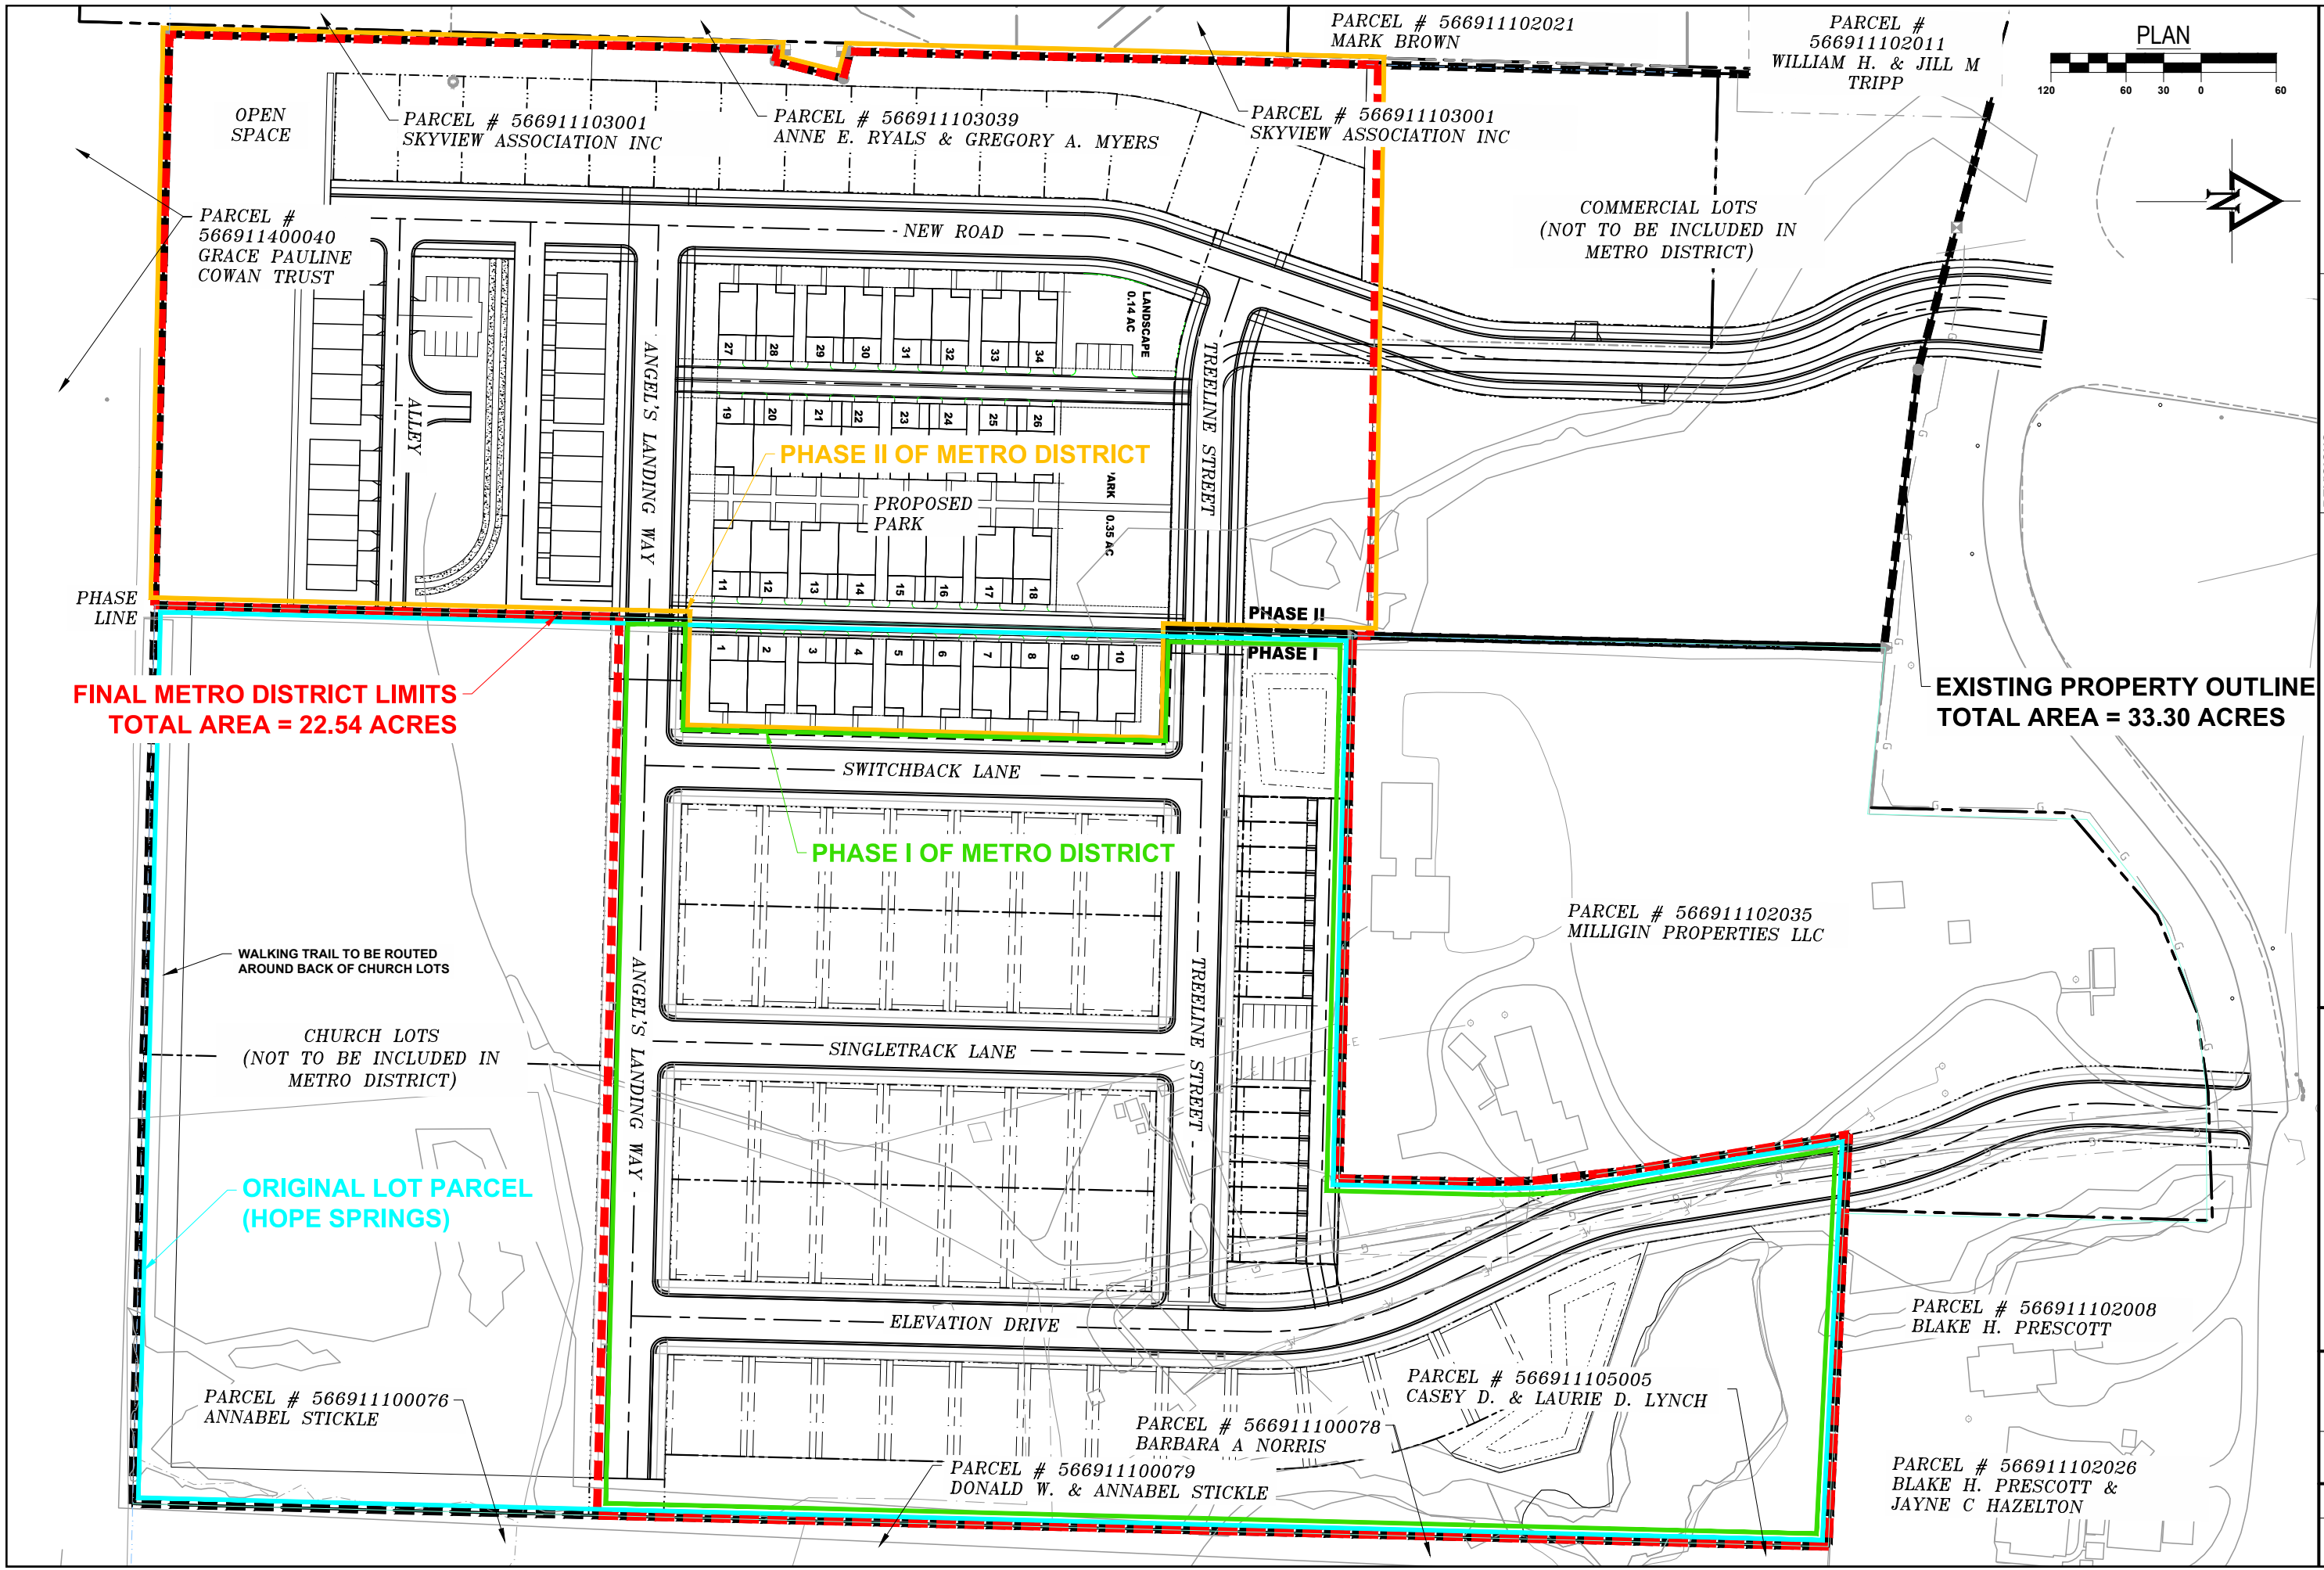 PARCEL # 566911102021
MARK BROWN
PARCEL #
566911102011
WILLIAM H. & JILL M
TRIPP
PLAN
120 60 30 0 60
N
OPEN
SPACE
PARCEL # 566911103001
SKYVIEW ASSOCIATION INC
PARCEL # 566911103039
ANNE E. RYALS & GREGORY A. MYERS
PARCEL # 566911103001
SKYVIEW ASSOCIATION INC
PARCEL #
566911400040
GRACE PAULINE
COWAN TRUST
NEW ROAD
COMMERCIAL LOTS
(NOT TO BE INCLUDED IN
METRO DISTRICT)
LANDSCAPE
0.14 AC
27 28 29 30 31 32 33 34
ALLEY
ANGEL'S LANDING WAY
TREELINE STREET
19 20 21 22 23 24 25 26
PHASE II OF METRO DISTRICT
PROPOSED
PARK
0.35 AC
11 12 13 14 15 16 17 18
PHASE
LINE
PHASE II
PHASE I
1 2 3 4 5 6 7 8 9 10
FINAL METRO DISTRICT LIMITS
TOTAL AREA = 22.54 ACRES
EXISTING PROPERTY OUTLINE
TOTAL AREA = 33.30 ACRES
SWITCHBACK LANE
PHASE I OF METRO DISTRICT
PARCEL # 566911102035
MILLIGIN PROPERTIES LLC
WALKING TRAIL TO BE ROUTED
AROUND BACK OF CHURCH LOTS
ANGEL'S LANDING WAY
TREELINE STREET
CHURCH LOTS
(NOT TO BE INCLUDED IN
METRO DISTRICT)
SINGLETRACK LANE
ORIGINAL LOT PARCEL
(HOPE SPRINGS)
ELEVATION DRIVE
PARCEL # 566911102008
BLAKE H. PRESCOTT
PARCEL # 566911100076
ANNABEL STICKLE
PARCEL # 566911105005
CASEY D. & LAURIE D. LYNCH
PARCEL # 566911100078
BARBARA A NORRIS
PARCEL # 566911100079
DONALD W. & ANNABEL STICKLE
PARCEL # 566911102026
BLAKE H. PRESCOTT &
JAYNE C HAZELTON